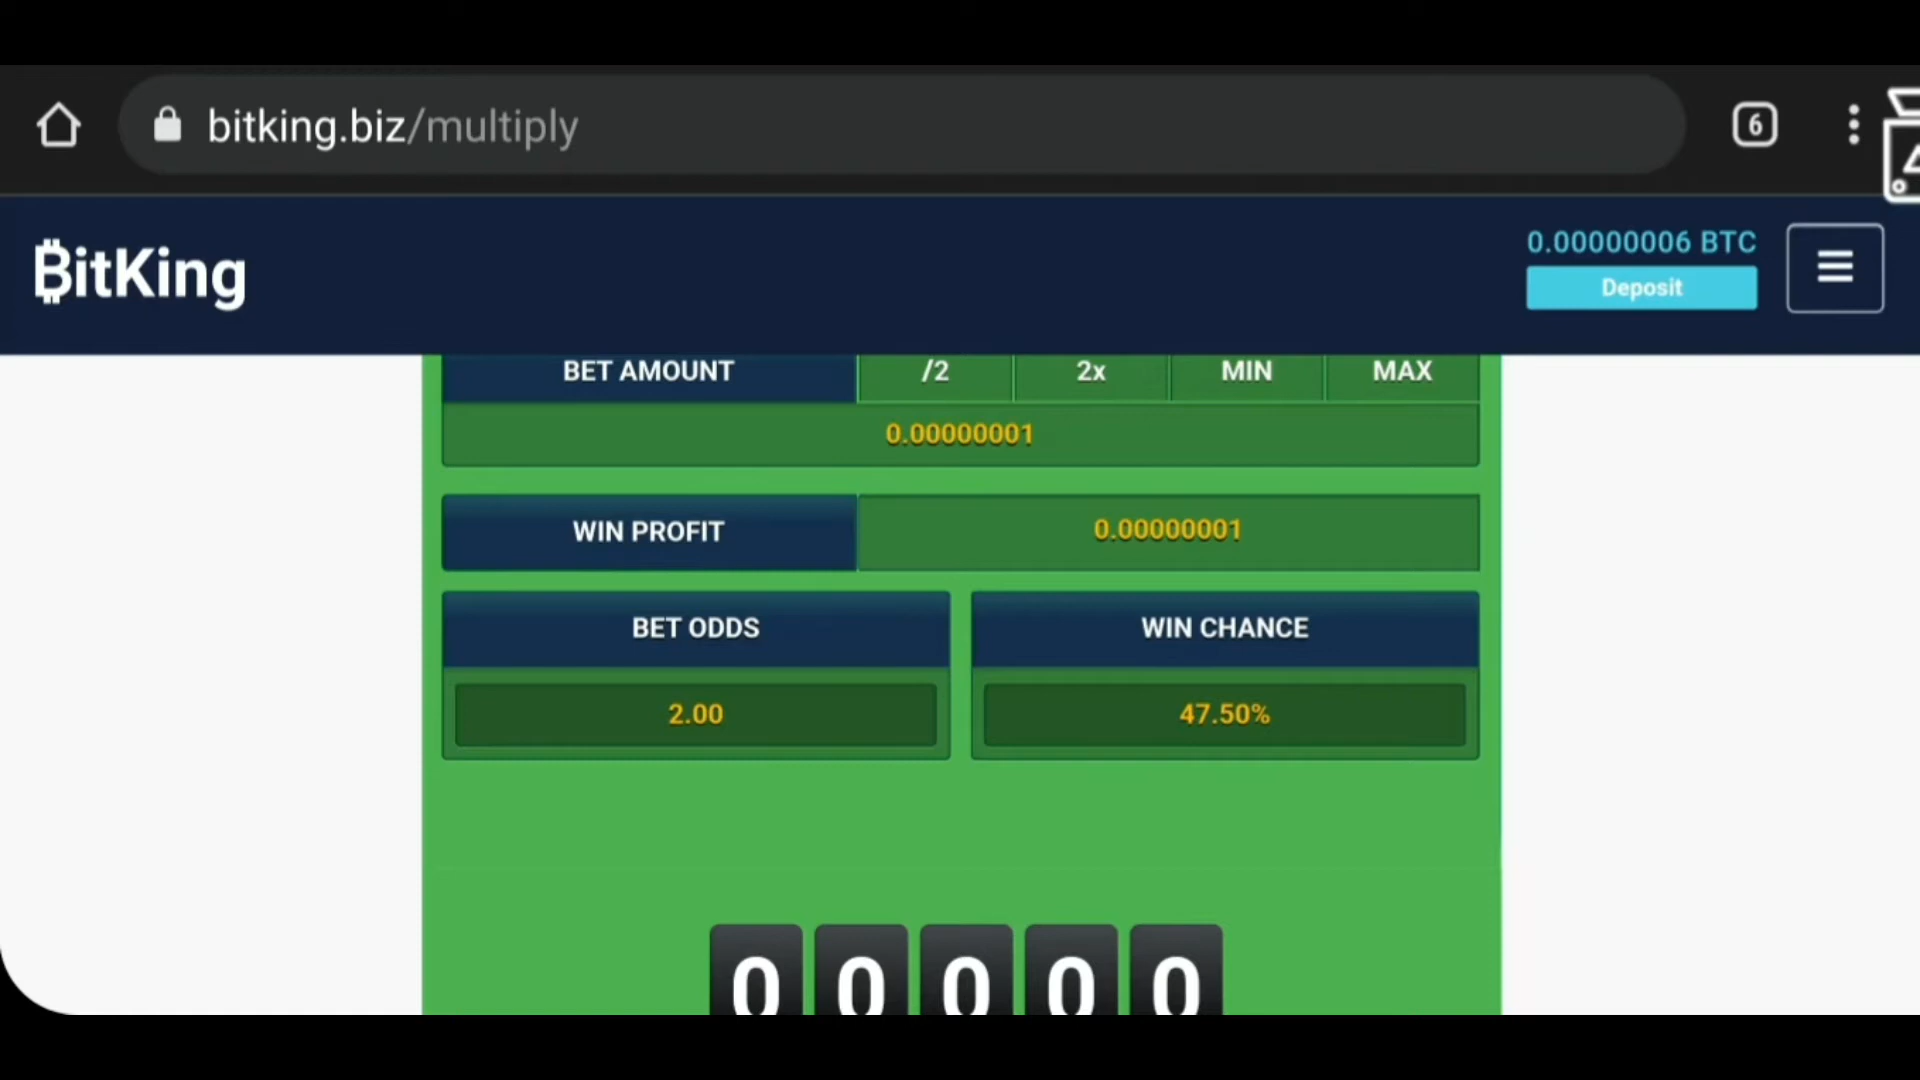 bitking.biz/multiply
6
BitKing
0.00000006 BTC
Deposit
BET AMOUNT /2 2x MIN MAX
0.00000001
WIN PROFIT 0.00000001
BET ODDS WIN CHANCE
2.00 47.50%
0 0 0 0 0